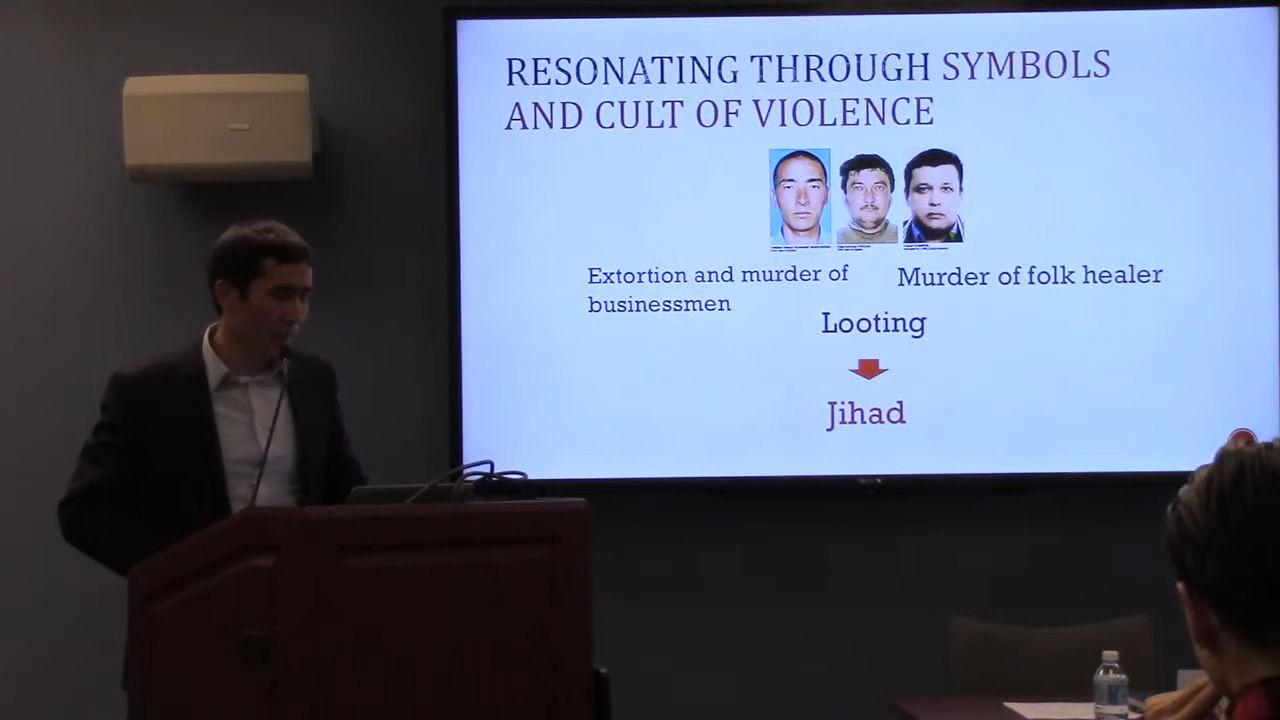 RESONATING THROUGH SYMBOLS
AND CULT OF VIOLENCE
Extortion and murder of
businessmen
Murder of folk healer
Looting
Jihad